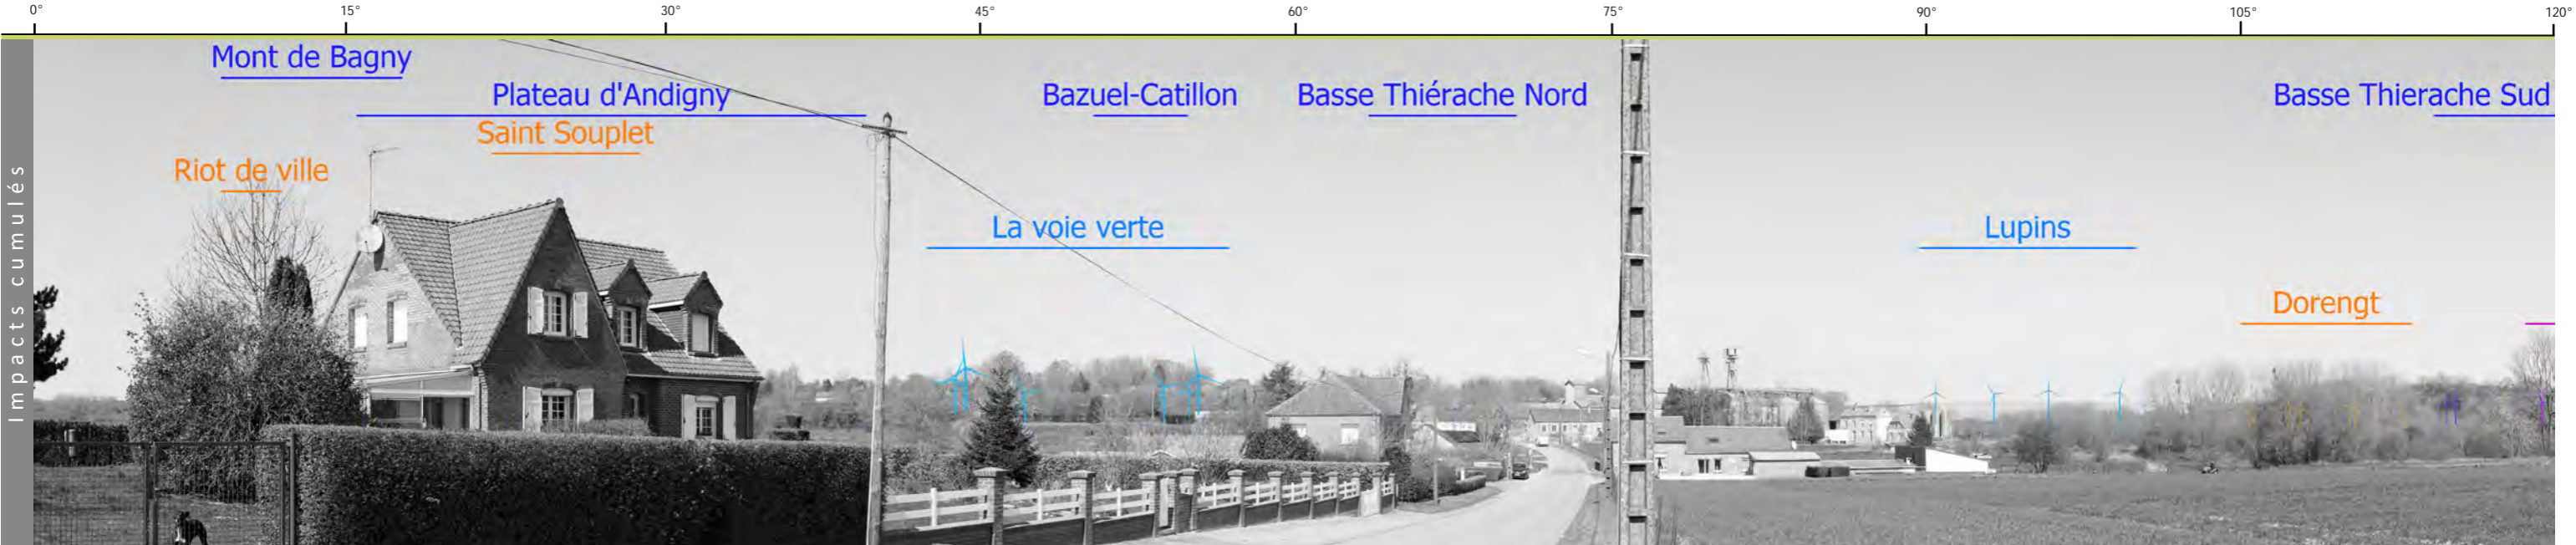 0° 15° 30° 45° 60° 75° 90° 105° 120°
Impacts cumulés
Mont de Bagny
Plateau d'Andigny
Bazuel-Catillon
Basse Thiérache Nord
Basse Thierache Sud
Saint Souplet
Riot de ville
La voie verte
Lupins
Dorengt